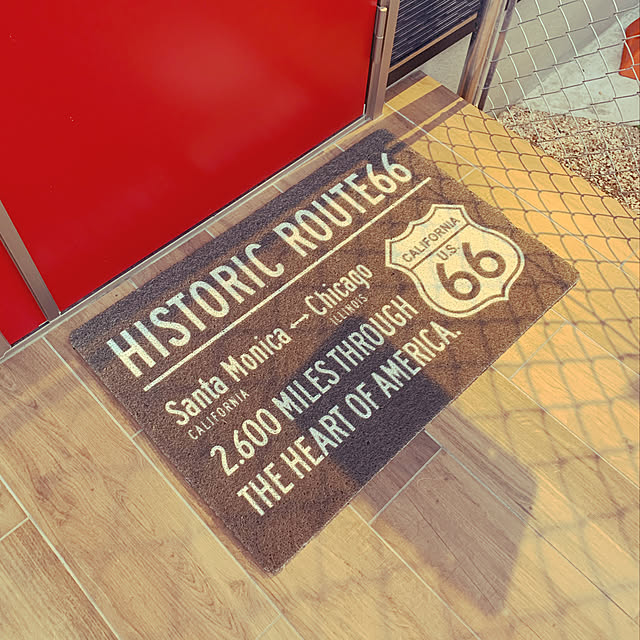 HISTORIC ROUTE66
Santa Monica — Chicago
CALIFORNIA ILLINOIS
2.600 MILES THROUGH
THE HEART OF AMERICA.
CALIFORNIA
U.S.
66